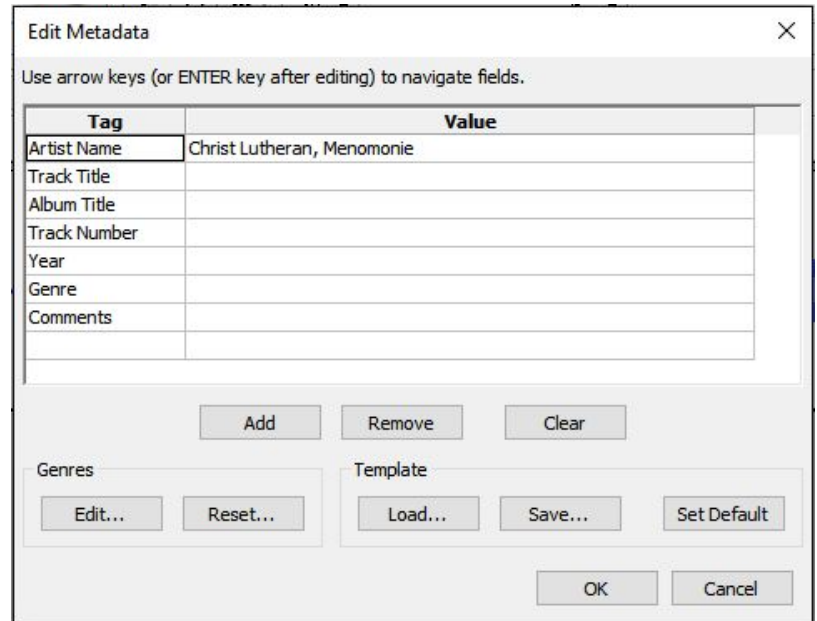 Edit Metadata
Use arrow keys (or ENTER key after editing) to navigate fields.
Tag Value
Artist Name Christ Lutheran, Menomonie
Track Title
Album Title
Track Number
Year
Genre
Comments
Add Remove Clear
Genres Template
Edit... Reset... Load... Save... Set Default
OK Cancel